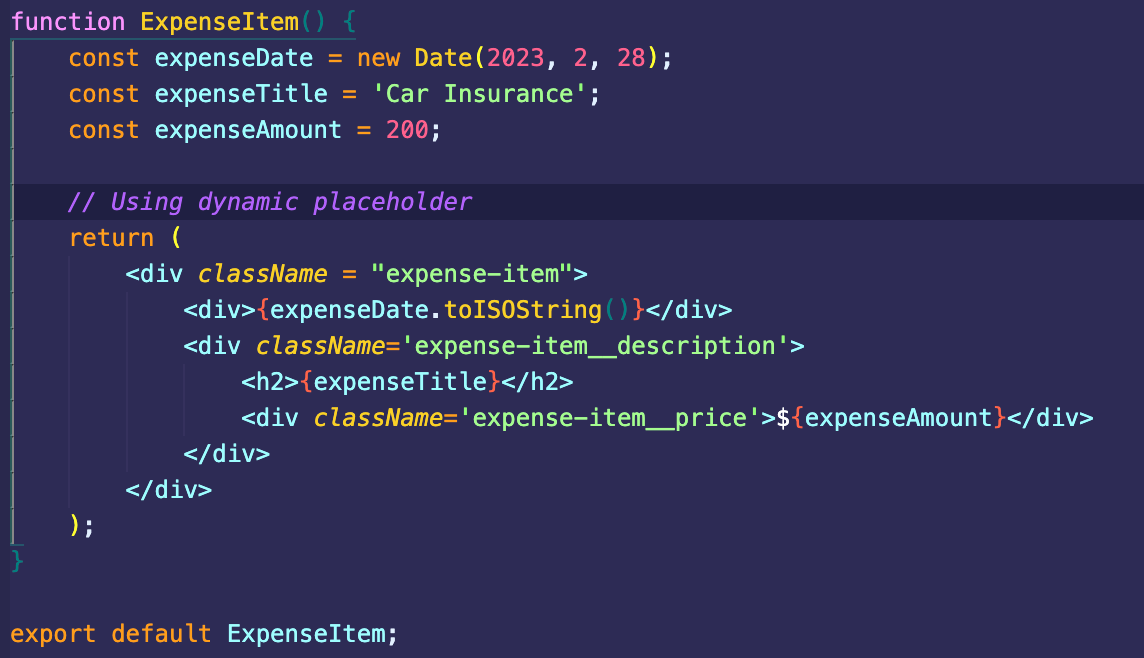 function ExpenseItem() {
    const expenseDate = new Date(2023, 2, 28);
    const expenseTitle = 'Car Insurance';
    const expenseAmount = 200;

    // Using dynamic placeholder
    return (
        <div className = "expense-item">
            <div>{expenseDate.toISOString()}</div>
            <div className='expense-item__description'>
                <h2>{expenseTitle}</h2>
                <div className='expense-item__price'>${expenseAmount}</div>
            </div>
        </div>
    );
}

export default ExpenseItem;